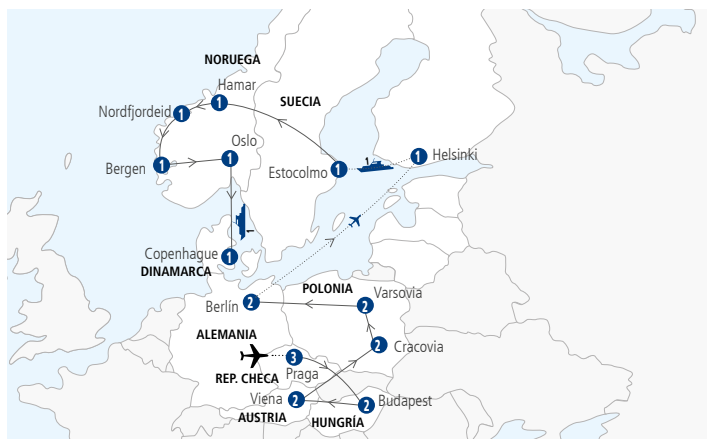 NORUEGA
Hamar
1
SUECIA
Nordfjordeid
1
Oslo
1
Bergen
1
Estocolmo
1
1
Helsinki
1
Copenhague
1
DINAMARCA
POLONIA
Berlín
2
Varsovia
2
ALEMANIA
Cracovia
2
3
Praga
REP. CHECA
Viena
2
Budapest
2
AUSTRIA
HUNGRÍA